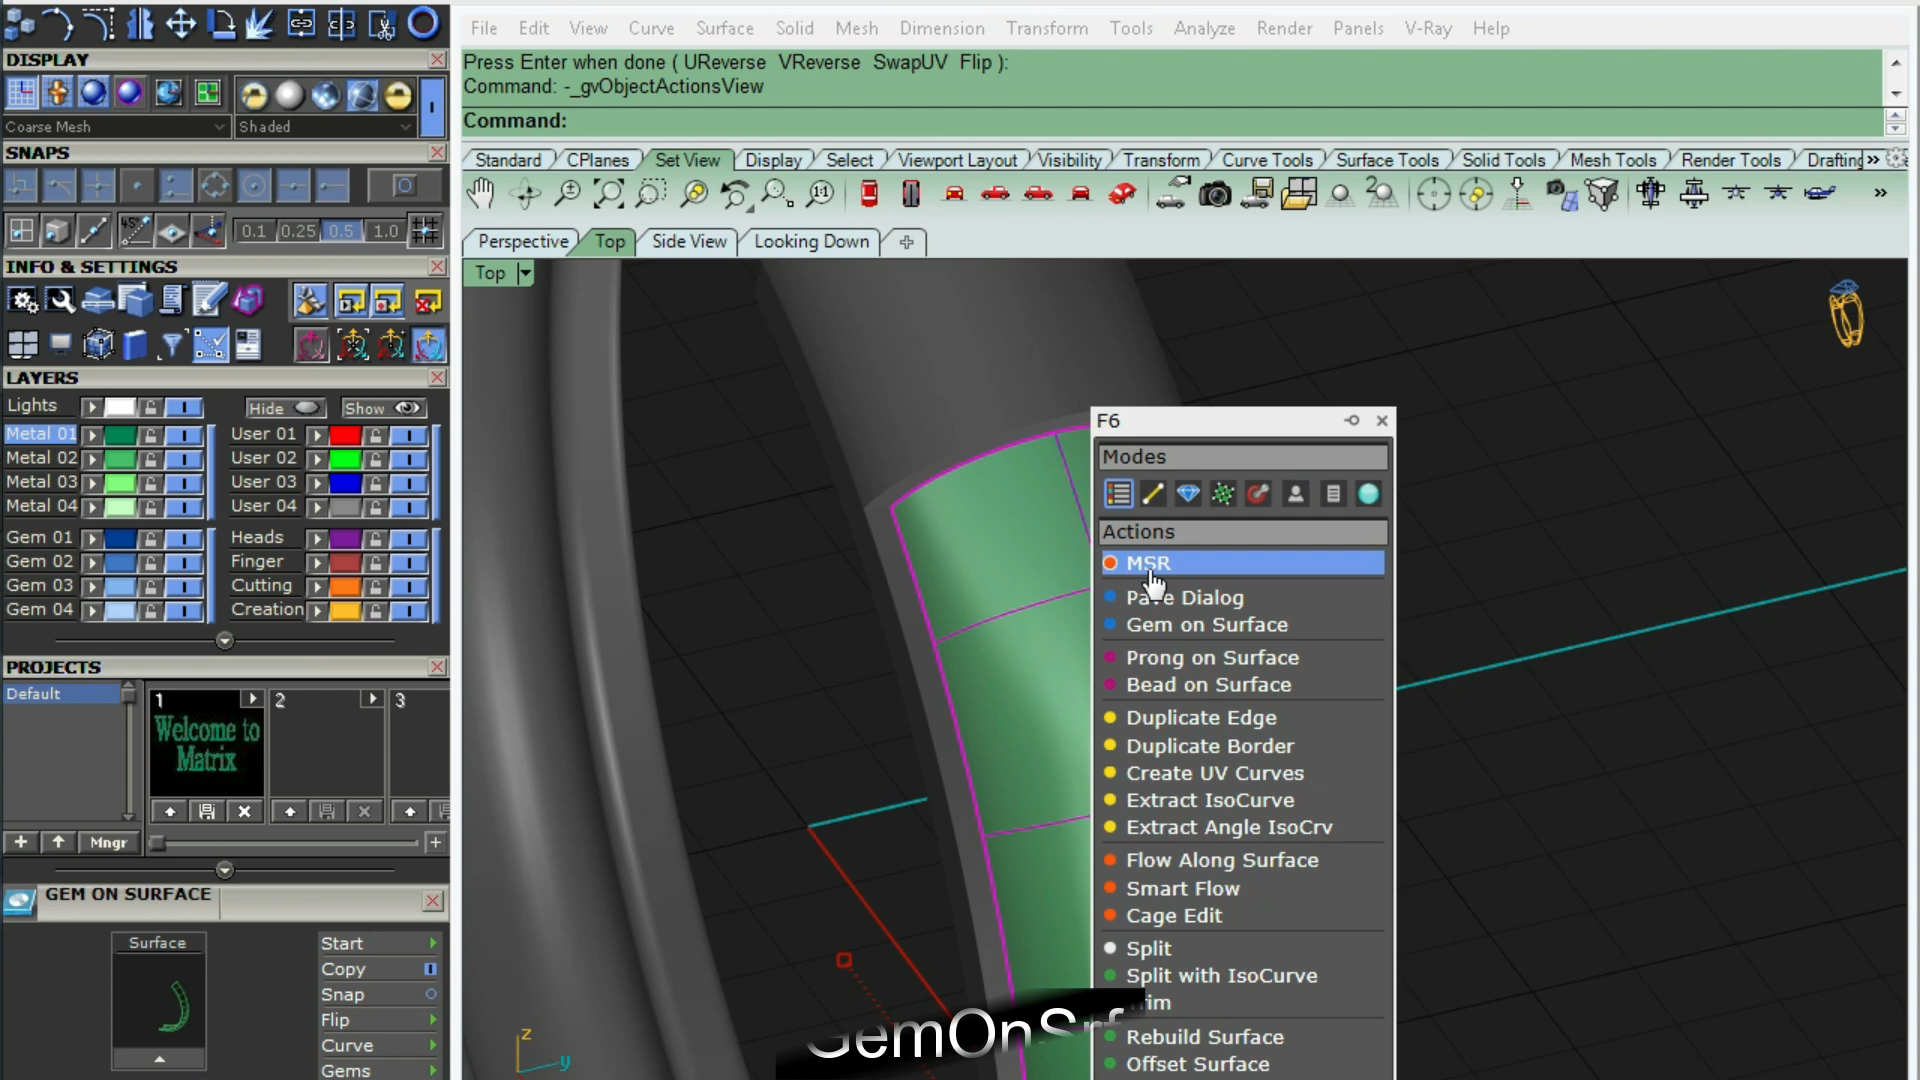 DISPLAY
Coarse Mesh
Shaded
SNAPS
0.1 0.25 0.5 1.0
INFO & SETTINGS
LAYERS
Lights
Hide
Show
Metal 01
User 01
Metal 02
User 02
Metal 03
User 03
Metal 04
User 04
Gem 01
Heads
Gem 02
Finger
Gem 03
Cutting
Gem 04
Creation
PROJECTS
Default
1
2
3
Welcome to
Matrix
Mngr
GEM ON SURFACE
Surface
Start
Copy
Snap
Flip
Curve
Gems
File Edit View Curve Surface Solid Mesh Dimension Transform Tools Analyze Render Panels V-Ray Help
Press Enter when done ( UReverse VReverse SwapUV Flip ):
Command: -_gvObjectActionsView
Command:
Standard CPlanes Set View Display Select Viewport Layout Visibility Transform Curve Tools Surface Tools Solid Tools Mesh Tools Render Tools Drafting
1:1
Perspective Top Side View Looking Down
Top
F6
Modes
Actions
MSR
Pave Dialog
Gem on Surface
Prong on Surface
Bead on Surface
Duplicate Edge
Duplicate Border
Create UV Curves
Extract IsoCurve
Extract Angle IsoCrv
Flow Along Surface
Smart Flow
Cage Edit
Split
Split with IsoCurve
Rebuild Surface
Offset Surface
z
y
GemOnSrf